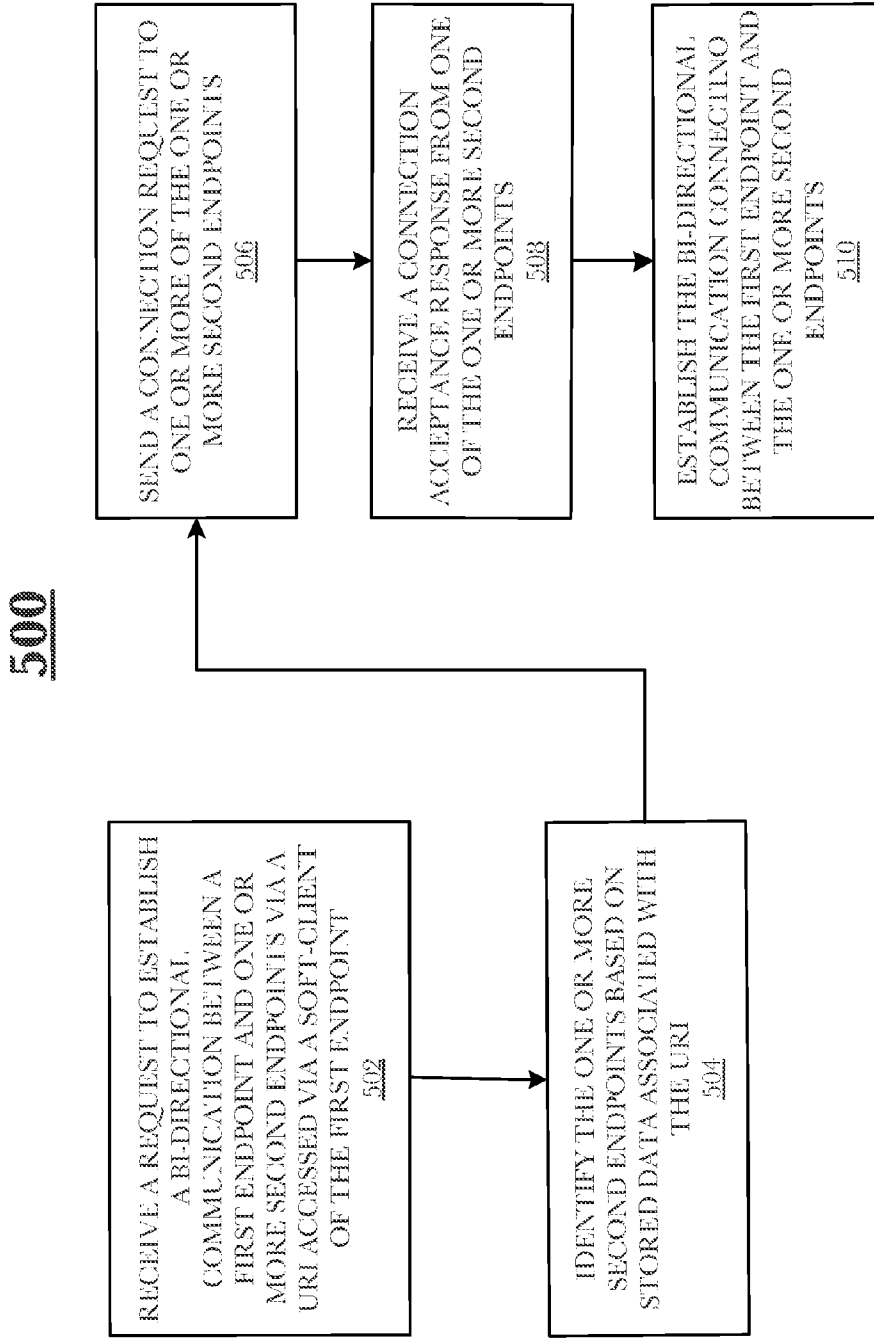 500
RECEIVE A REQUEST TO ESTABLISH
A BI-DIRECTIONAL
COMMUNICATION BETWEEN A
FIRST ENDPOINT AND ONE OR
MORE SECOND ENDPOINTS VIA A
URI ACCESSED VIA A SOFT-CLIENT
OF THE FIRST ENDPOINT
502
IDENTIFY THE ONE OR MORE
SECOND ENDPOINTS BASED ON
STORED DATA ASSOCIATED WITH
THE URI
504
SEND A CONNECTION REQUEST TO
ONE OR MORE OF THE ONE OR
MORE SECOND ENDPOINTS
506
RECEIVE A CONNECTION
ACCEPTANCE RESPONSE FROM ONE
OF THE ONE OR MORE SECOND
ENDPOINTS
508
ESTABLISH THE BI-DIRECTIONAL
COMMUNICATION CONNECTINO
BETWEEN THE FIRST ENDPOINT AND
THE ONE OR MORE SECOND
ENDPOINTS
510